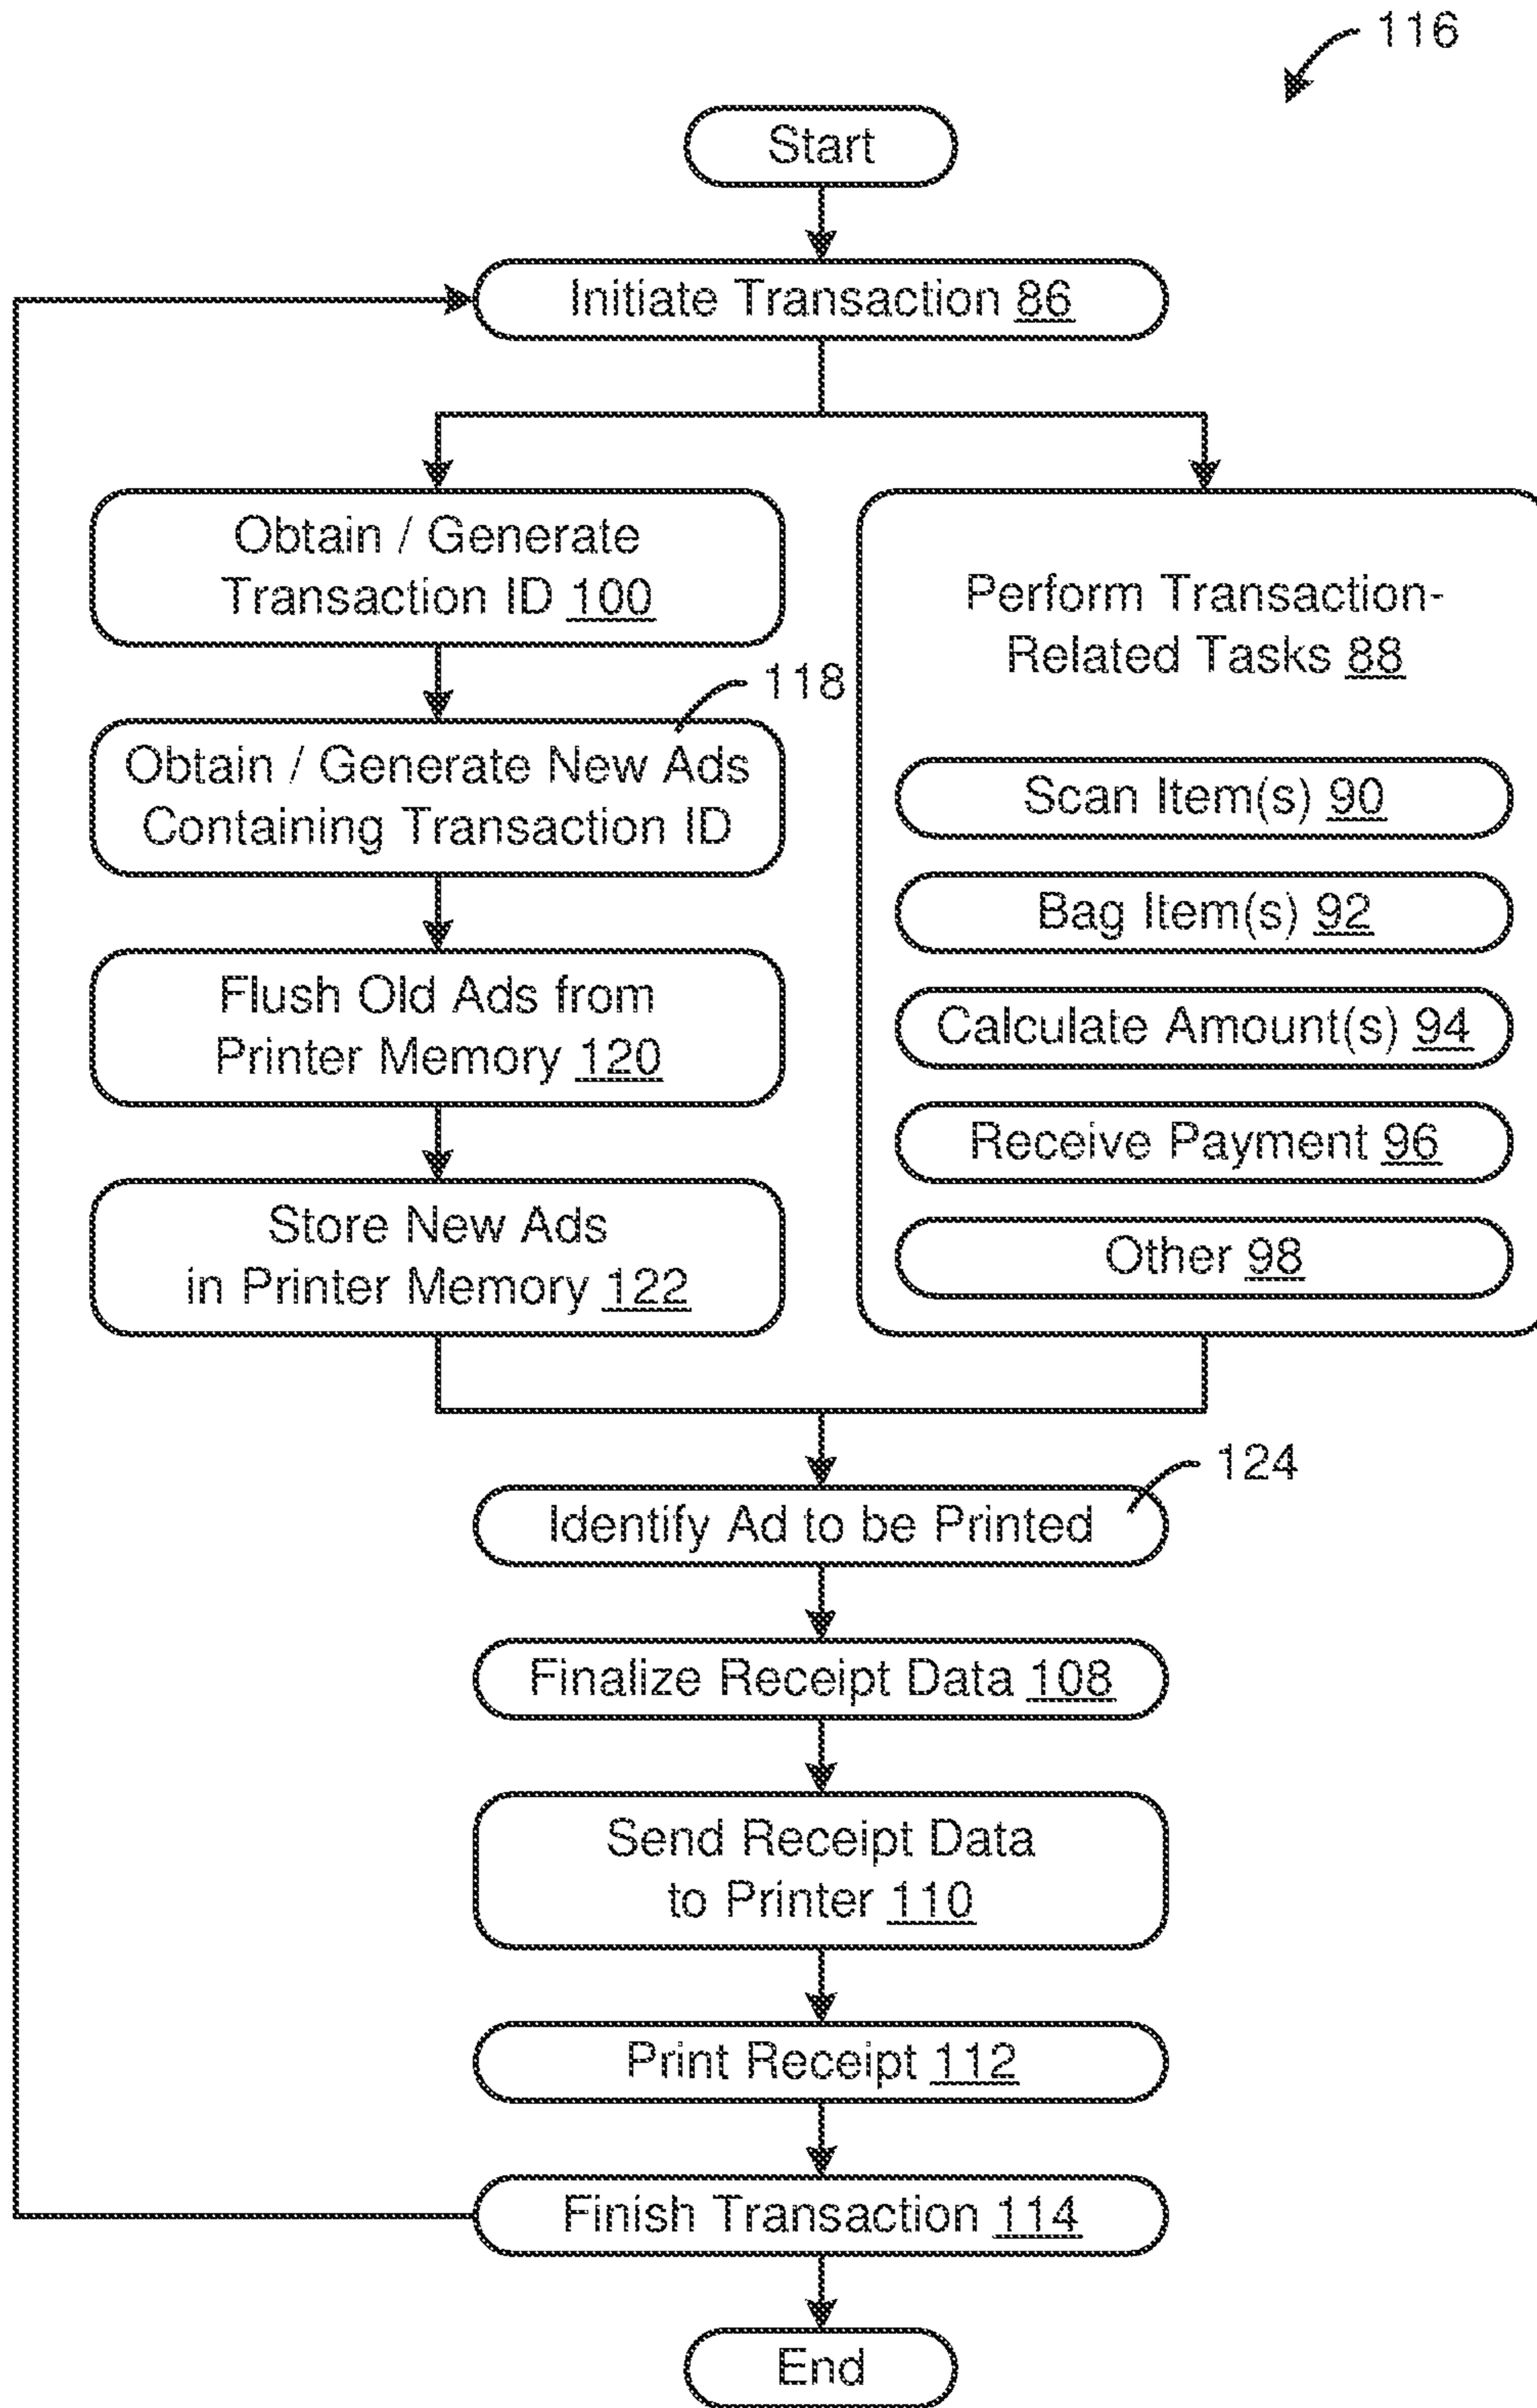 116
Start
Initiate Transaction 86
Obtain / Generate
Transaction ID 100
118
Obtain / Generate New Ads
Containing Transaction ID
Flush Old Ads from
Printer Memory 120
Store New Ads
in Printer Memory 122
Perform Transaction-
Related Tasks 88
Scan Item(s) 90
Bag Item(s) 92
Calculate Amount(s) 94
Receive Payment 96
Other 98
124
Identify Ad to be Printed
Finalize Receipt Data 108
Send Receipt Data
to Printer 110
Print Receipt 112
Finish Transaction 114
End